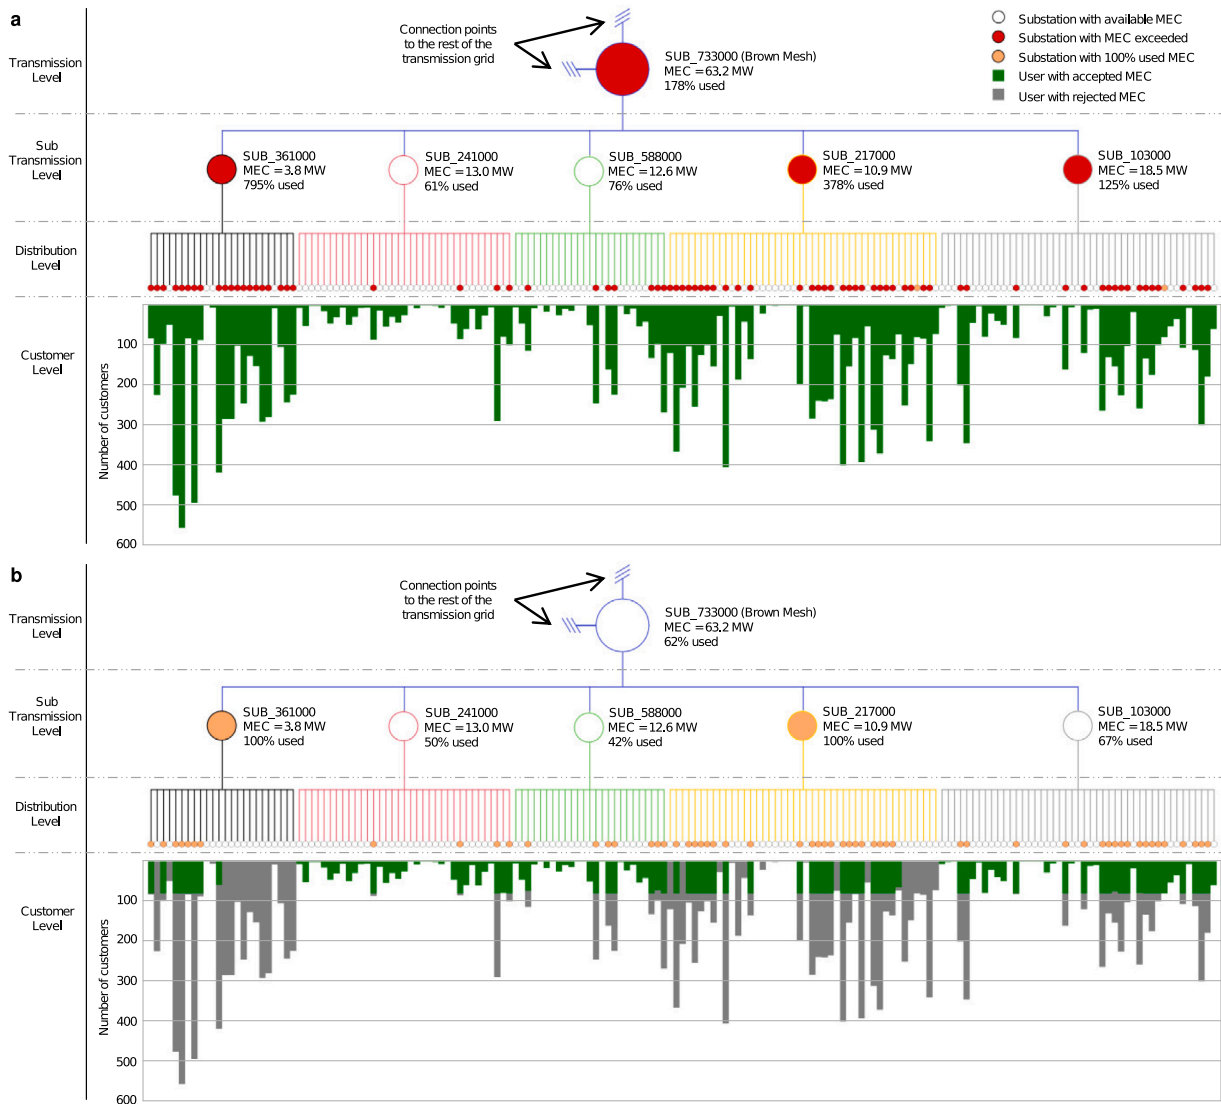 a
Connection points
to the rest of the
transmission grid
Transmission
Level
SUB_733000 (Brown Mesh)
MEC = 63.2 MW
178% used
Substation with available MEC
Substation with MEC exceeded
Substation with 100% used MEC
User with accepted MEC
User with rejected MEC
Sub
Transmission
Level
SUB_361000
MEC = 3.8 MW
795% used
SUB_241000
MEC = 13.0 MW
61% used
SUB_588000
MEC = 12.6 MW
76% used
SUB_217000
MEC = 10.9 MW
378% used
SUB_103000
MEC = 18.5 MW
125% used
Distribution
Level
Customer
Level
Number of customers
100
200
300
400
500
600
b
Connection points
to the rest of the
transmission grid
Transmission
Level
SUB_733000 (Brown Mesh)
MEC = 63.2 MW
62% used
Sub
Transmission
Level
SUB_361000
MEC = 3.8 MW
100% used
SUB_241000
MEC = 13.0 MW
50% used
SUB_588000
MEC = 12.6 MW
42% used
SUB_217000
MEC = 10.9 MW
100% used
SUB_103000
MEC = 18.5 MW
67% used
Distribution
Level
Customer
Level
Number of customers
100
200
300
400
500
600